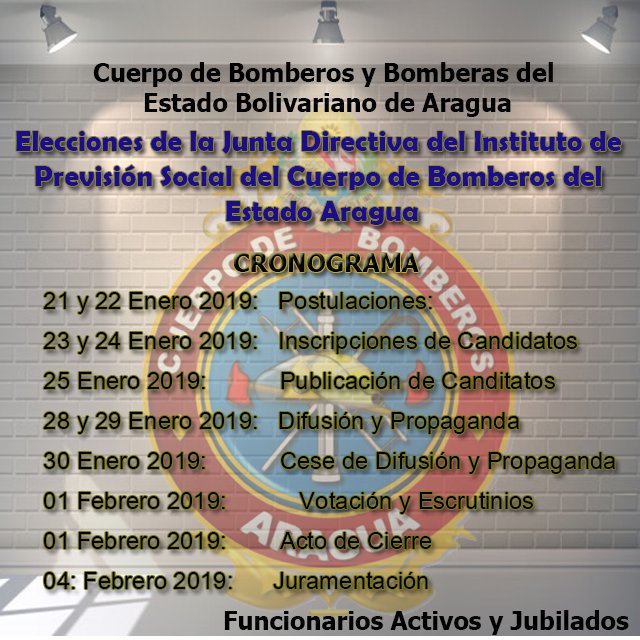 Cuerpo de Bomberos y Bomberas del
Estado Bolivariano de Aragua
Elecciones de la Junta Directiva del Instituto de
Previsión Social del Cuerpo de Bomberos del
Estado Aragua
CUERPO DE BOMBEROS
CRONOGRAMA
21 y 22 Enero 2019: Postulaciones:
23 y 24 Enero 2019: Inscripciones de Candidatos
25 Enero 2019: Publicación de Canditatos
28 y 29 Enero 2019: Difusión y Propaganda
30 Enero 2019: Cese de Difusión y Propaganda
01 Febrero 2019: Votación y Escrutinios
ARAGUA
01 Febrero 2019: Acto de Cierre
04: Febrero 2019: Juramentación
Funcionarios Activos y Jubilados